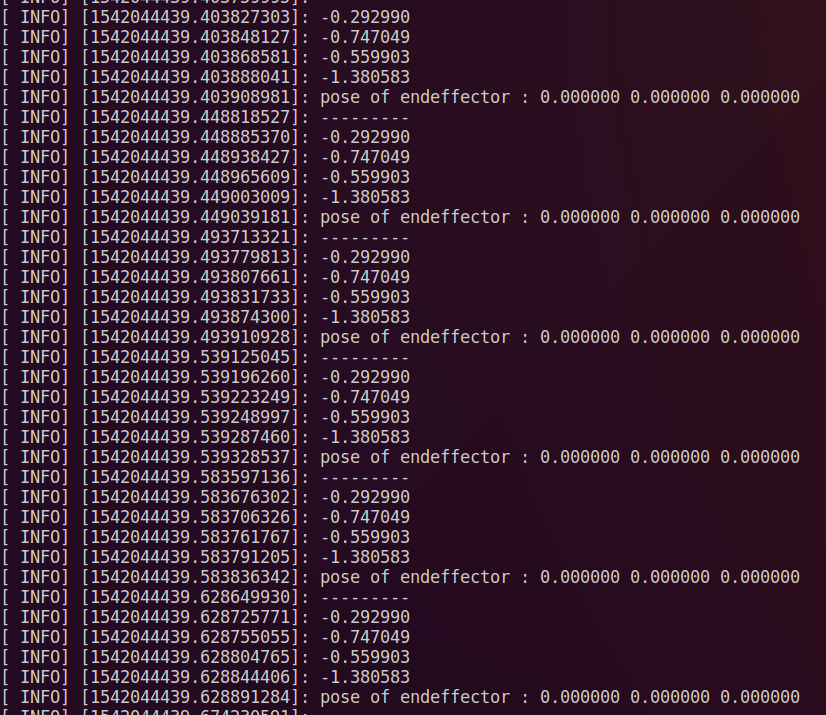 [ INFO] [1542044439.403827303]: -0.292990
[ INFO] [1542044439.403848127]: -0.747049
[ INFO] [1542044439.403868581]: -0.559903
[ INFO] [1542044439.403888041]: -1.380583
[ INFO] [1542044439.403908981]: pose of endeffector : 0.000000 0.000000 0.000000
[ INFO] [1542044439.448818527]: ---------
[ INFO] [1542044439.448885370]: -0.292990
[ INFO] [1542044439.448938427]: -0.747049
[ INFO] [1542044439.448965609]: -0.559903
[ INFO] [1542044439.449003009]: -1.380583
[ INFO] [1542044439.449039181]: pose of endeffector : 0.000000 0.000000 0.000000
[ INFO] [1542044439.493713321]: ---------
[ INFO] [1542044439.493779813]: -0.292990
[ INFO] [1542044439.493807661]: -0.747049
[ INFO] [1542044439.493831733]: -0.559903
[ INFO] [1542044439.493874300]: -1.380583
[ INFO] [1542044439.493910928]: pose of endeffector : 0.000000 0.000000 0.000000
[ INFO] [1542044439.539125045]: ---------
[ INFO] [1542044439.539196260]: -0.292990
[ INFO] [1542044439.539223249]: -0.747049
[ INFO] [1542044439.539248997]: -0.559903
[ INFO] [1542044439.539287460]: -1.380583
[ INFO] [1542044439.539328537]: pose of endeffector : 0.000000 0.000000 0.000000
[ INFO] [1542044439.583597136]: ---------
[ INFO] [1542044439.583676302]: -0.292990
[ INFO] [1542044439.583706326]: -0.747049
[ INFO] [1542044439.583761767]: -0.559903
[ INFO] [1542044439.583791205]: -1.380583
[ INFO] [1542044439.583836342]: pose of endeffector : 0.000000 0.000000 0.000000
[ INFO] [1542044439.628649930]: ---------
[ INFO] [1542044439.628725771]: -0.292990
[ INFO] [1542044439.628755055]: -0.747049
[ INFO] [1542044439.628804765]: -0.559903
[ INFO] [1542044439.628844406]: -1.380583
[ INFO] [1542044439.628891284]: pose of endeffector : 0.000000 0.000000 0.000000